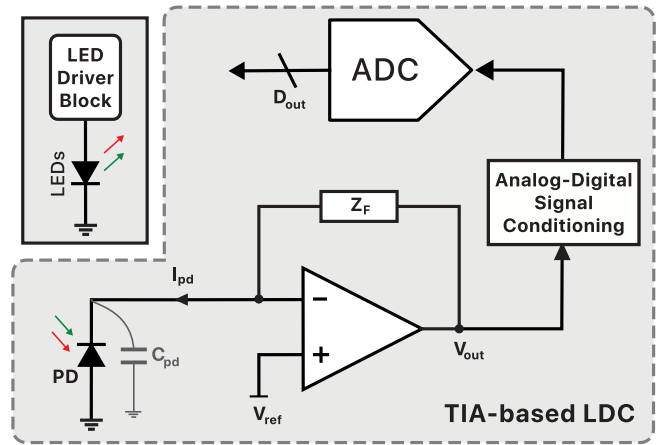 LED
Driver
Block
LEDs
ADC
Dout
Analog-Digital
Signal
Conditioning
ZF
Ipd
−
+
PD
Cpd
Vout
Vref
TIA-based LDC